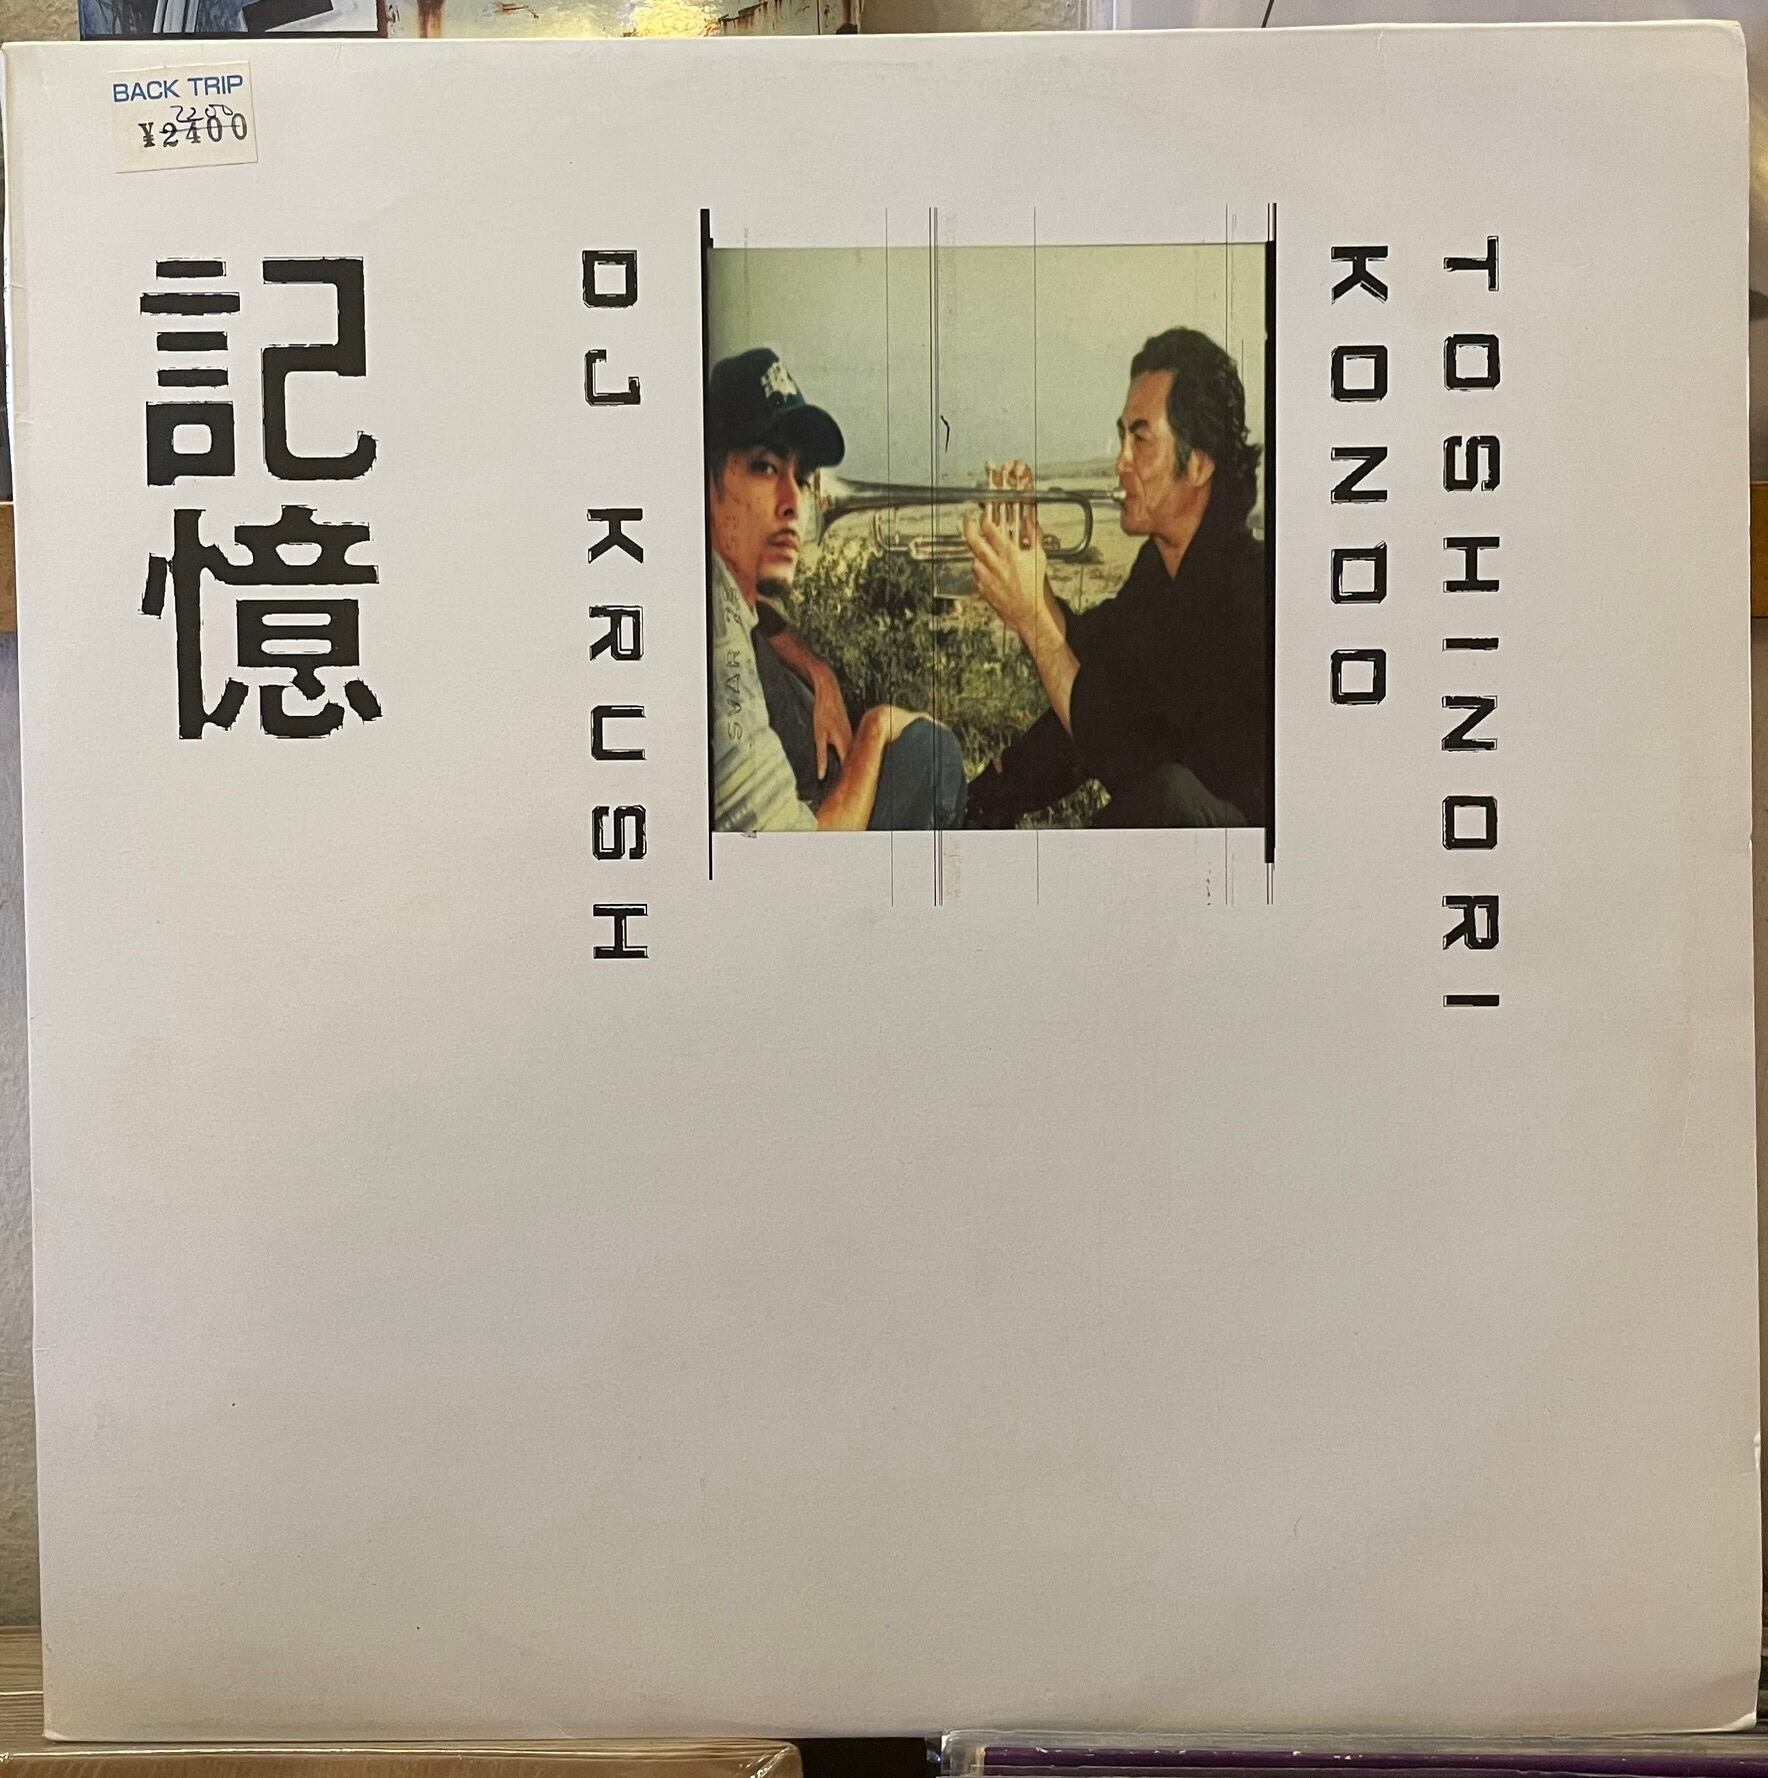 BACK TRIP
2200
¥2400
記憶
DJ KRUSH
TOSHINORI
KONDO